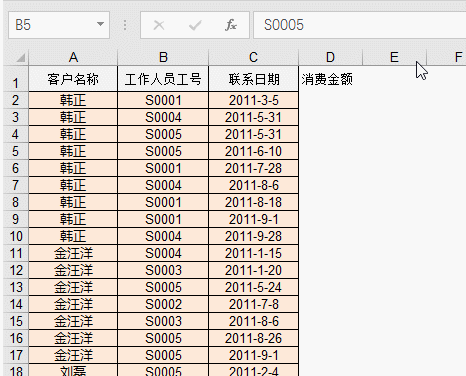 B5 fx S0005
A B C D E F
1 客户名称 工作人员工号 联系日期 消费金额
2 韩正 S0001 2011-3-5
3 韩正 S0004 2011-5-31
4 韩正 S0005 2011-5-31
5 韩正 S0005 2011-6-10
6 韩正 S0001 2011-7-28
7 韩正 S0004 2011-8-6
8 韩正 S0001 2011-8-18
9 韩正 S0001 2011-9-1
10 韩正 S0004 2011-9-28
11 金汪洋 S0004 2011-1-15
12 金汪洋 S0003 2011-1-20
13 金汪洋 S0005 2011-5-24
14 金汪洋 S0002 2011-7-8
15 金汪洋 S0003 2011-8-6
16 金汪洋 S0005 2011-8-26
17 金汪洋 S0005 2011-9-1
18 刘磊 S0005 2011-2-4